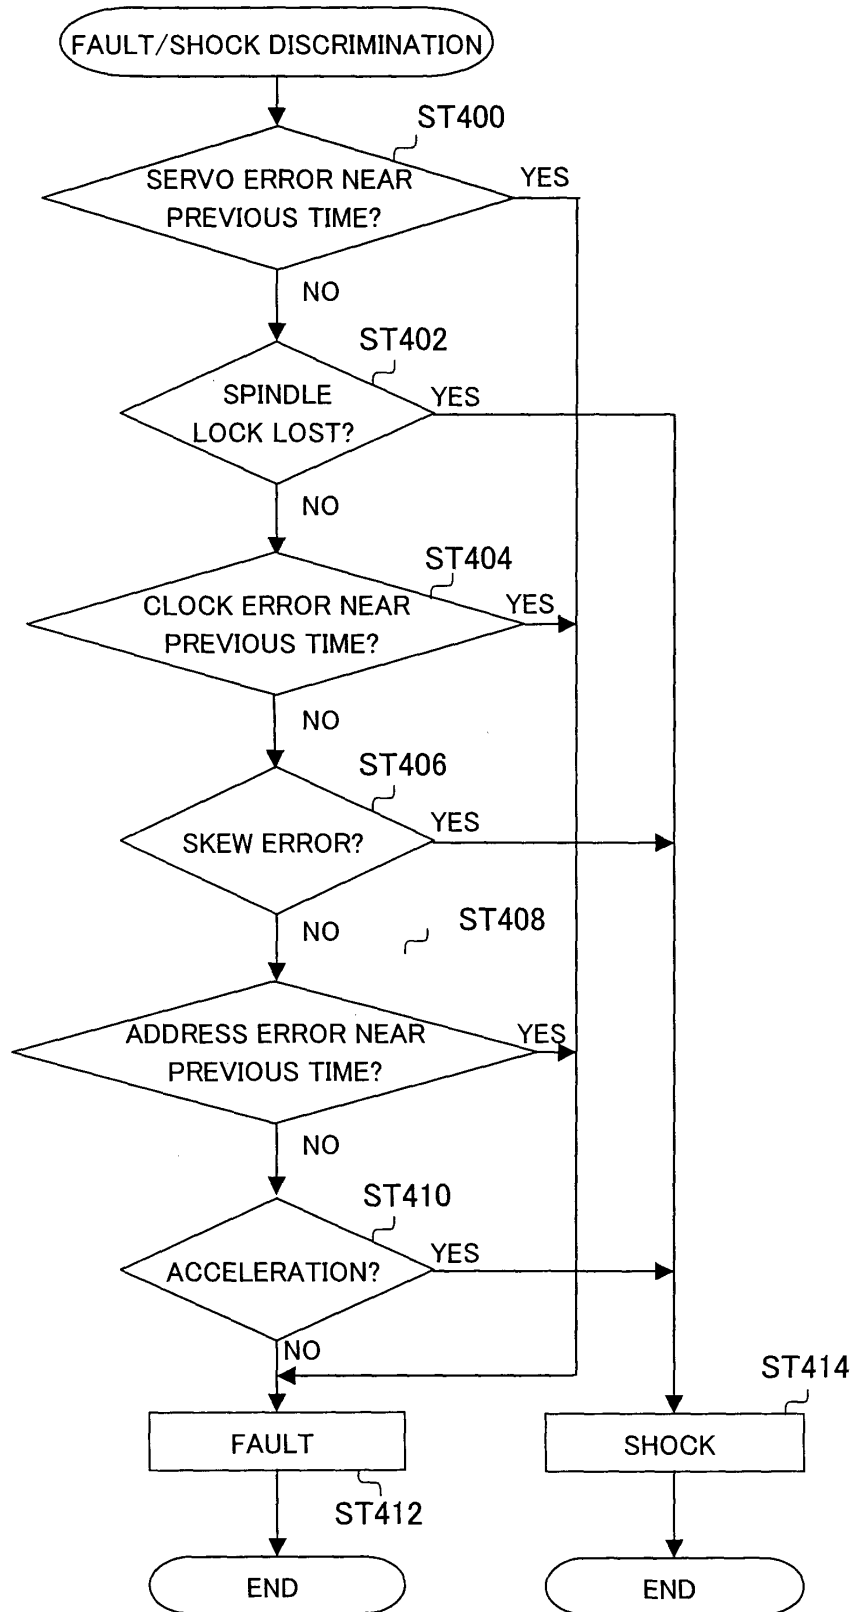 FAULT/SHOCK DISCRIMINATION
ST400
SERVO ERROR NEAR
PREVIOUS TIME?
YES
NO
ST402
SPINDLE
LOCK LOST?
YES
NO
ST404
CLOCK ERROR NEAR
PREVIOUS TIME?
YES
NO
ST406
SKEW ERROR?
YES
NO
ST408
ADDRESS ERROR NEAR
PREVIOUS TIME?
YES
NO
ST410
ACCELERATION?
YES
NO
ST414
FAULT
SHOCK
ST412
END
END